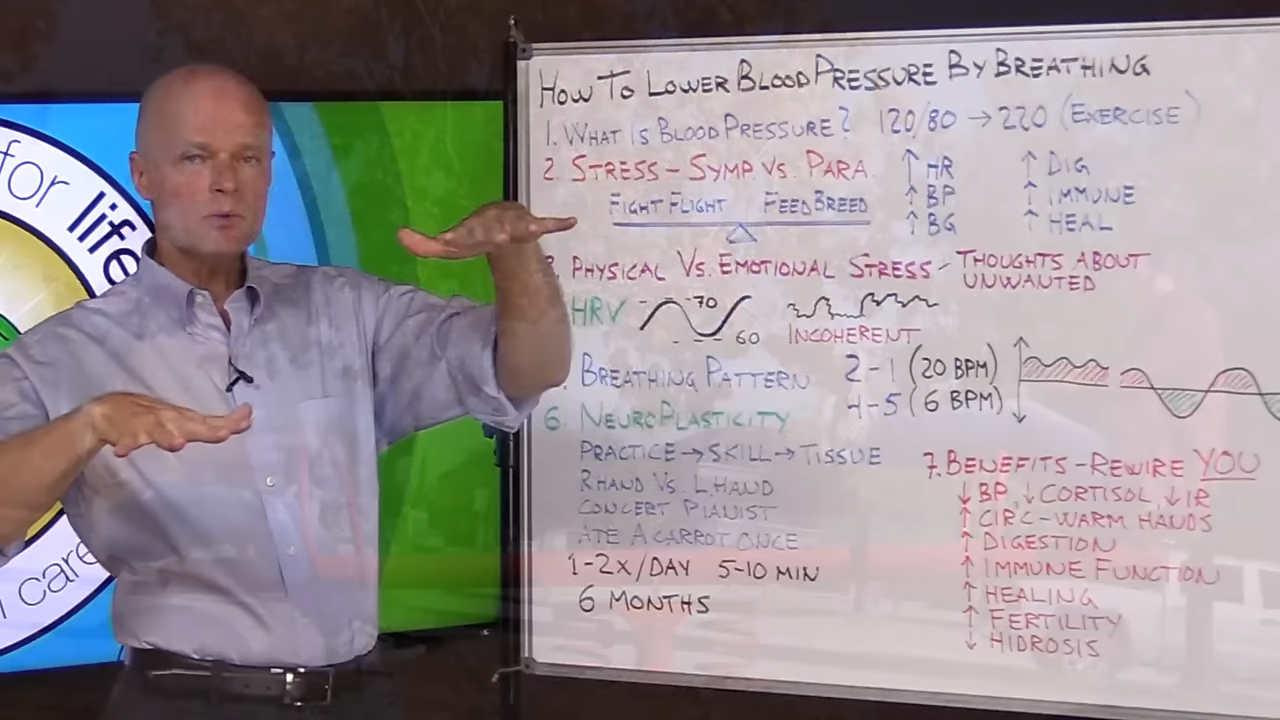 for life
care
HOW TO LOWER BLOOD PRESSURE BY BREATHING
1. WHAT IS BLOOD PRESSURE? 120/80 → 220 (EXERCISE)
2. STRESS – SYMP. VS. PARA. ↑ HR ↑ DIG
FIGHT FLIGHT FEED BREED ↑ BP ↑ IMMUNE
↑ BG ↑ HEAL
3. PHYSICAL VS. EMOTIONAL STRESS – THOUGHTS ABOUT
UNWANTED
HRV 70
60 INCOHERENT
BREATHING PATTERN 2-1 (20 BPM)
4-5 (6 BPM)
6. NEUROPLASTICITY
PRACTICE → SKILL → TISSUE
R.HAND VS. L.HAND
CONCERT PIANIST
ATE A CARROT ONCE
1-2X/DAY 5-10 MIN
6 MONTHS
7. BENEFITS – REWIRE YOU
↓ BP, ↓ CORTISOL, ↓ IR
↑ CIRC – WARM HANDS
↑ DIGESTION
↑ IMMUNE FUNCTION
↑ HEALING
↑ FERTILITY
↓ HIDROSIS